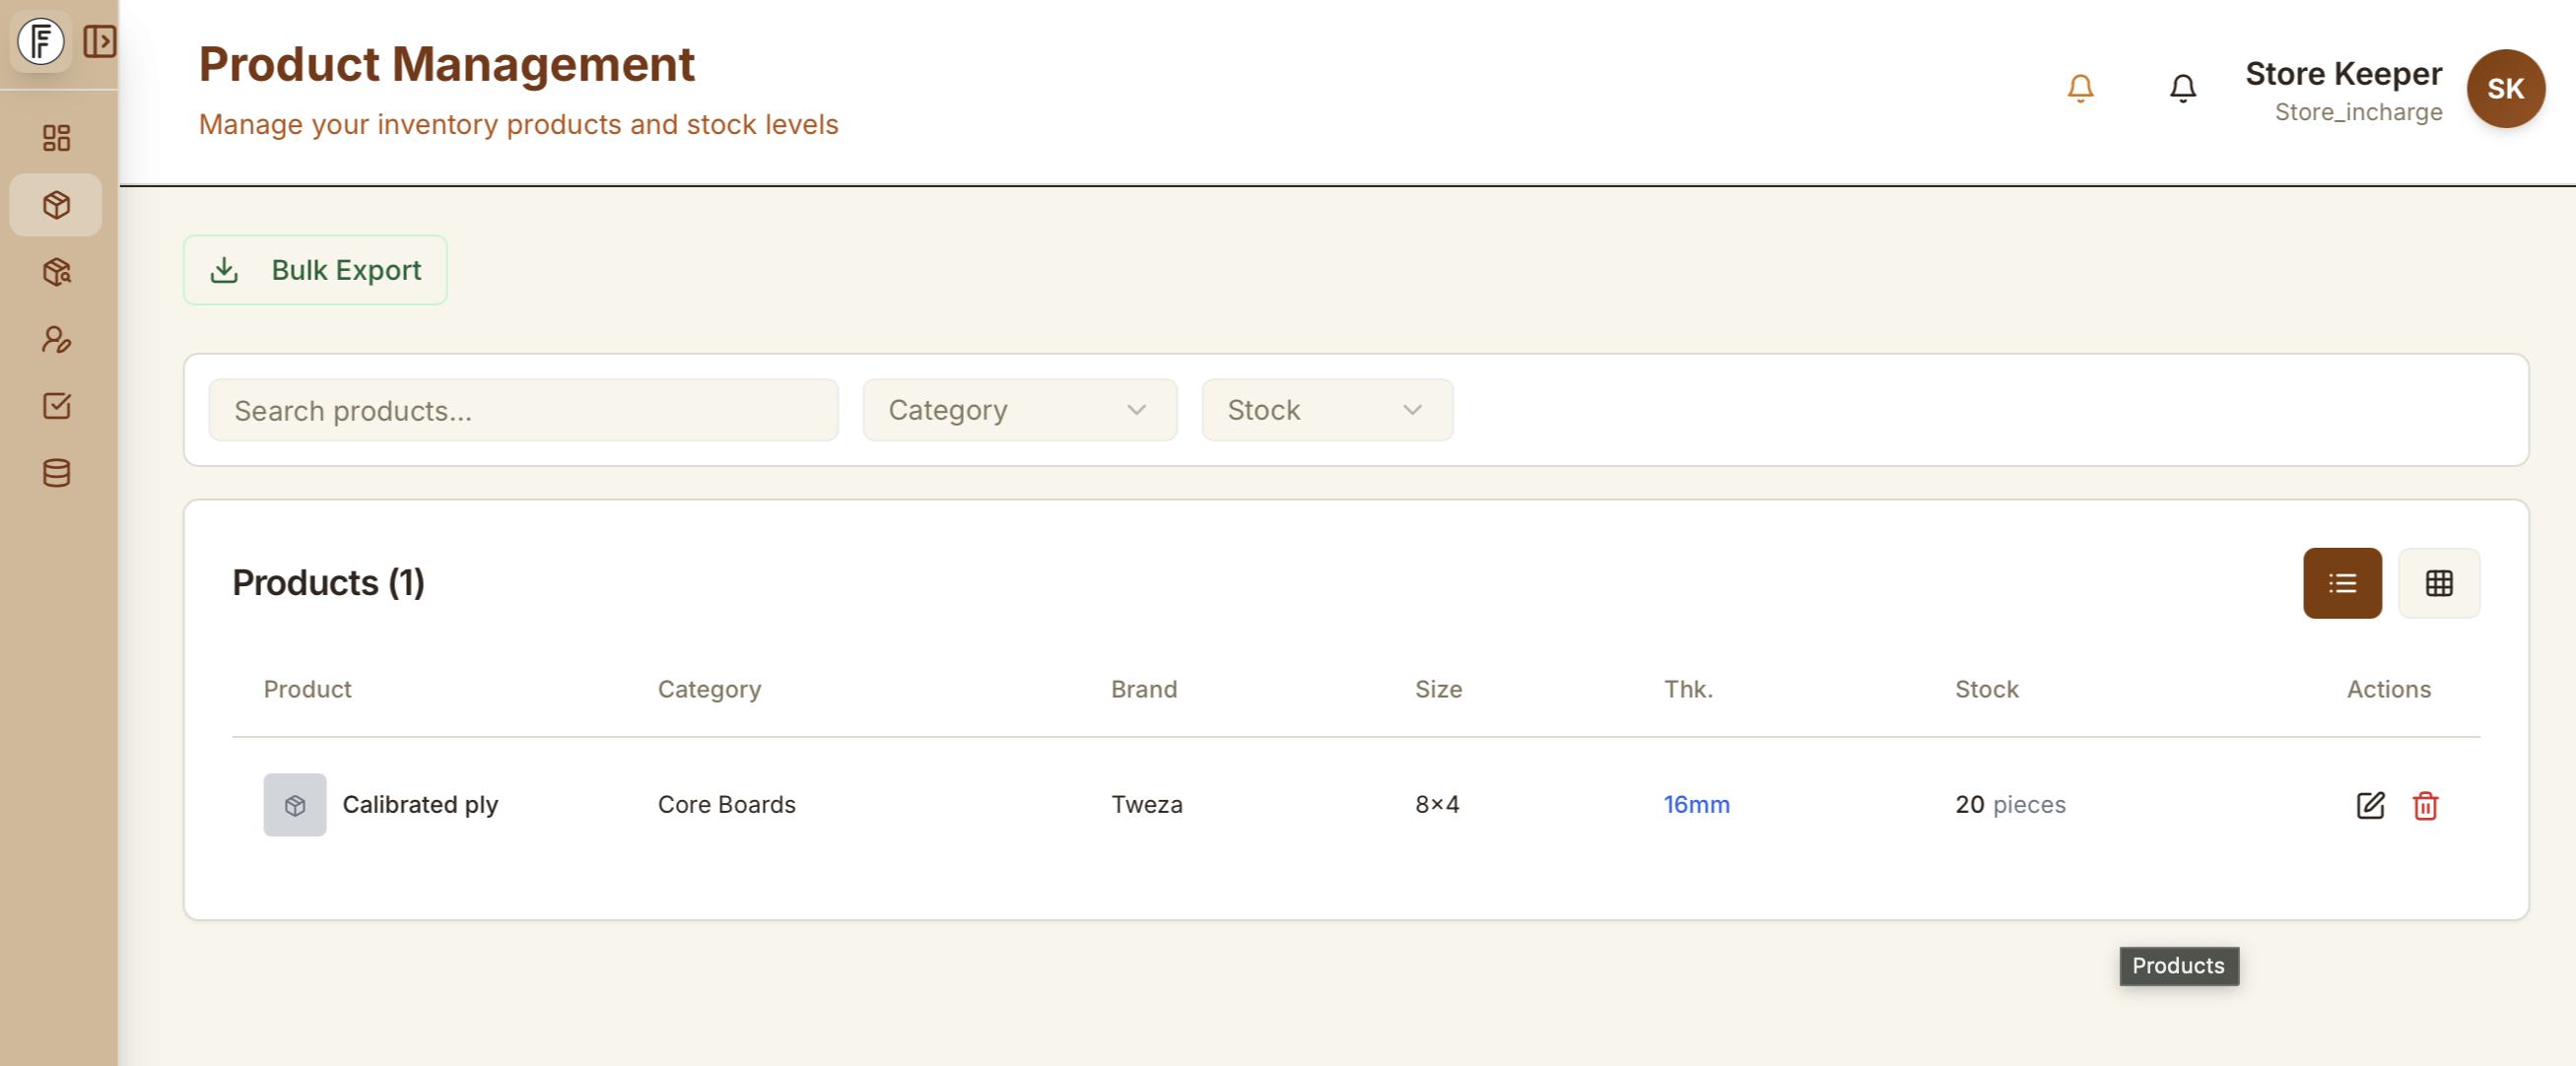 Product Management
Manage your inventory products and stock levels
Store Keeper
Store_incharge
SK
Bulk Export
Search products...
Category
Stock
Products (1)
Product Category Brand Size Thk. Stock Actions
Calibrated ply Core Boards Tweza 8×4 16mm 20 pieces
Products